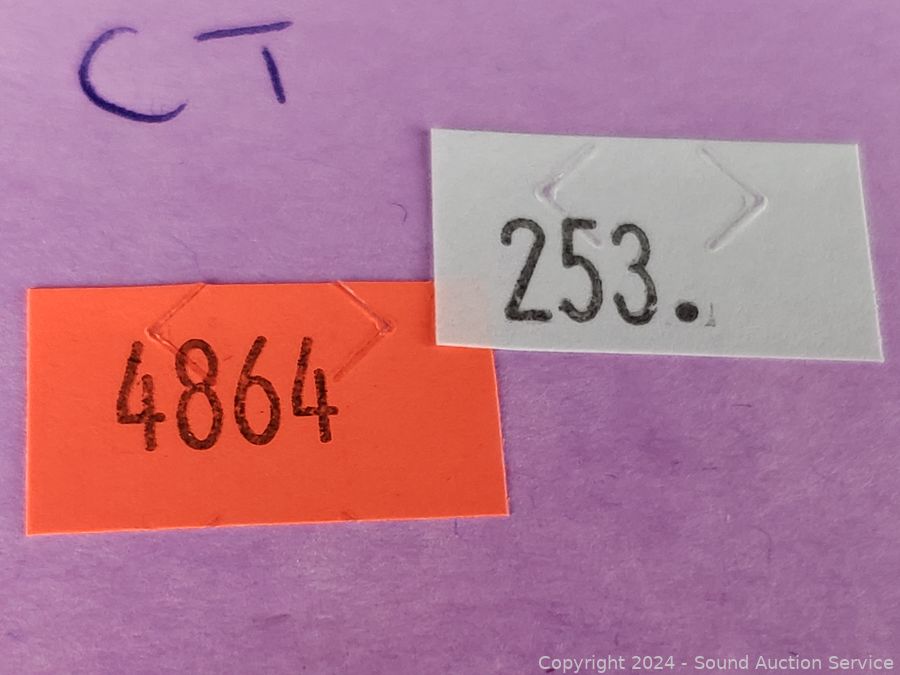 CT
253.
4864
Copyright 2024 - Sound Auction Service